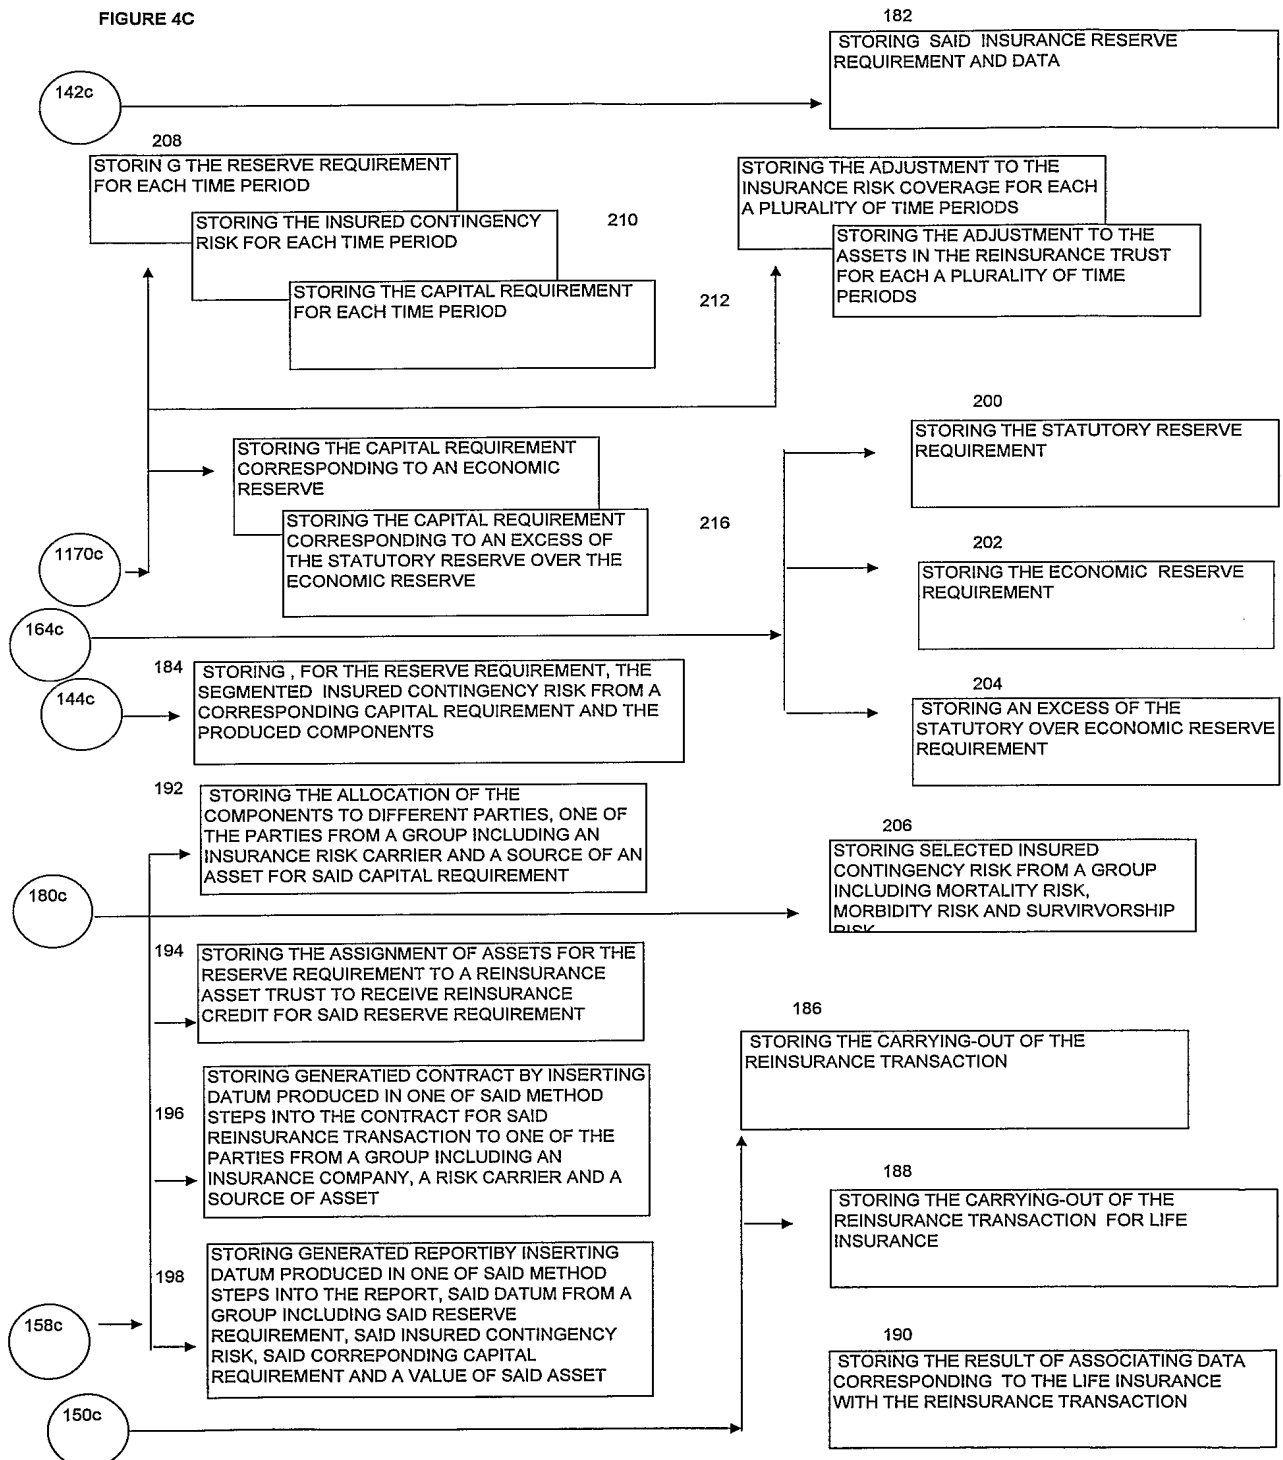 FIGURE 4C
182
STORING SAID INSURANCE RESERVE
REQUIREMENT AND DATA
142c
208
STORIN G THE RESERVE REQUIREMENT
FOR EACH TIME PERIOD
STORING THE INSURED CONTINGENCY
RISK FOR EACH TIME PERIOD
210
STORING THE CAPITAL REQUIREMENT
FOR EACH TIME PERIOD
212
STORING THE ADJUSTMENT TO THE
INSURANCE RISK COVERAGE FOR EACH
A PLURALITY OF TIME PERIODS
STORING THE ADJUSTMENT TO THE
ASSETS IN THE REINSURANCE TRUST
FOR EACH A PLURALITY OF TIME
PERIODS
STORING THE CAPITAL REQUIREMENT
CORRESPONDING TO AN ECONOMIC
RESERVE
STORING THE CAPITAL REQUIREMENT
CORRESPONDING TO AN EXCESS OF
THE STATUTORY RESERVE OVER THE
ECONOMIC RESERVE
216
1170c
200
STORING THE STATUTORY RESERVE
REQUIREMENT
202
STORING THE ECONOMIC RESERVE
REQUIREMENT
164c
204
STORING AN EXCESS OF THE
STATUTORY OVER ECONOMIC RESERVE
REQUIREMENT
184
STORING , FOR THE RESERVE REQUIREMENT, THE
SEGMENTED INSURED CONTINGENCY RISK FROM A
CORRESPONDING CAPITAL REQUIREMENT AND THE
PRODUCED COMPONENTS
144c
192
STORING THE ALLOCATION OF THE
COMPONENTS TO DIFFERENT PARTIES, ONE OF
THE PARTIES FROM A GROUP INCLUDING AN
INSURANCE RISK CARRIER AND A SOURCE OF AN
ASSET FOR SAID CAPITAL REQUIREMENT
206
STORING SELECTED INSURED
CONTINGENCY RISK FROM A GROUP
INCLUDING MORTALITY RISK,
MORBIDITY RISK AND SURVIRVORSHIP
RISK
180c
194
STORING THE ASSIGNMENT OF ASSETS FOR THE
RESERVE REQUIREMENT TO A REINSURANCE
ASSET TRUST TO RECEIVE REINSURANCE
CREDIT FOR SAID RESERVE REQUIREMENT
186
STORING THE CARRYING-OUT OF THE
REINSURANCE TRANSACTION
196
STORING GENERATIED CONTRACT BY INSERTING
DATUM PRODUCED IN ONE OF SAID METHOD
STEPS INTO THE CONTRACT FOR SAID
REINSURANCE TRANSACTION TO ONE OF THE
PARTIES FROM A GROUP INCLUDING AN
INSURANCE COMPANY, A RISK CARRIER AND A
SOURCE OF ASSET
188
STORING THE CARRYING-OUT OF THE
REINSURANCE TRANSACTION FOR LIFE
INSURANCE
198
STORING GENERATED REPORTIBY INSERTING
DATUM PRODUCED IN ONE OF SAID METHOD
STEPS INTO THE REPORT, SAID DATUM FROM A
GROUP INCLUDING SAID RESERVE
REQUIREMENT, SAID INSURED CONTINGENCY
RISK, SAID CORREPONDING CAPITAL
REQUIREMENT AND A VALUE OF SAID ASSET
158c
190
STORING THE RESULT OF ASSOCIATING DATA
CORRESPONDING TO THE LIFE INSURANCE
WITH THE REINSURANCE TRANSACTION
150c